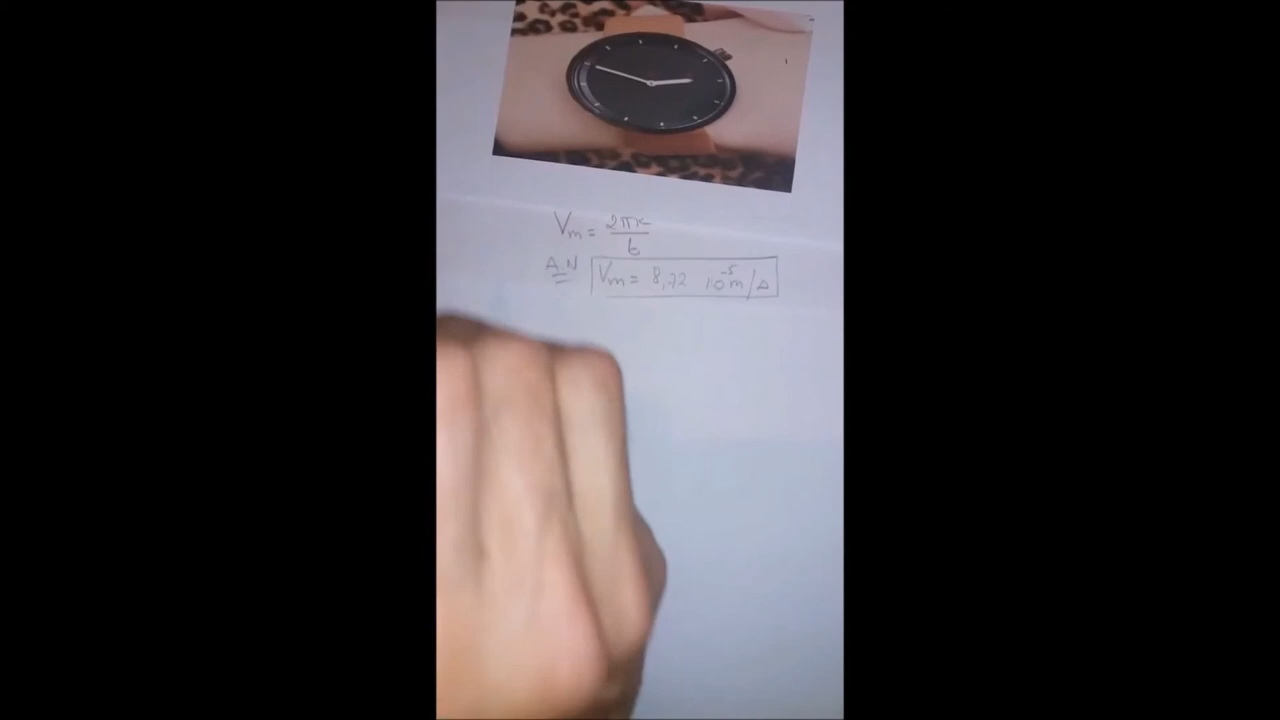 Vm = 2πr/t
A.N Vm = 8,72 10⁻⁵ m/s